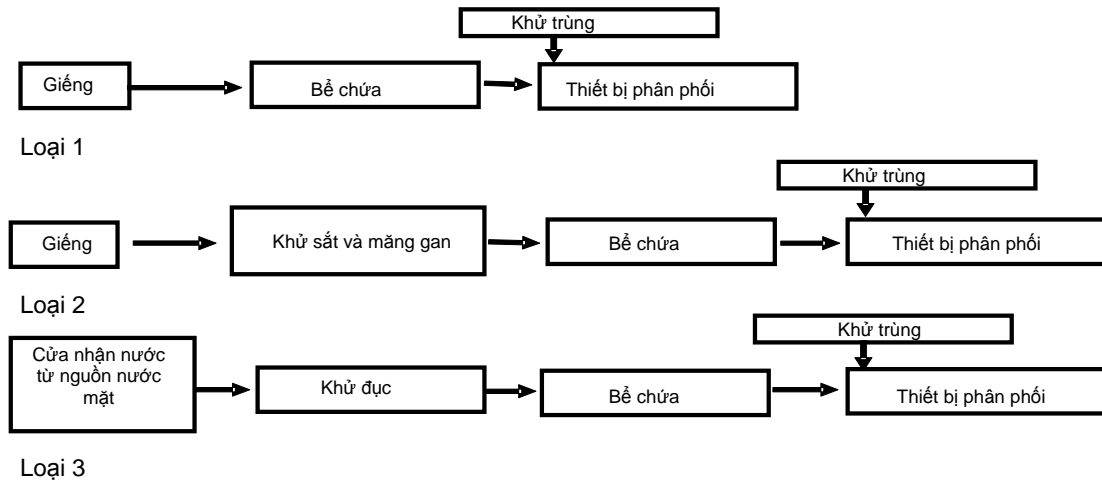 Khử trùng
Giếng
Bể chứa
Thiết bị phân phối
Loại 1
Khử trùng
Giếng
Khử sắt và măng gan
Bể chứa
Thiết bị phân phối
Loại 2
Khử trùng
Cửa nhận nước
từ nguồn nước
mặt
Khử đục
Bể chứa
Thiết bị phân phối
Loại 3